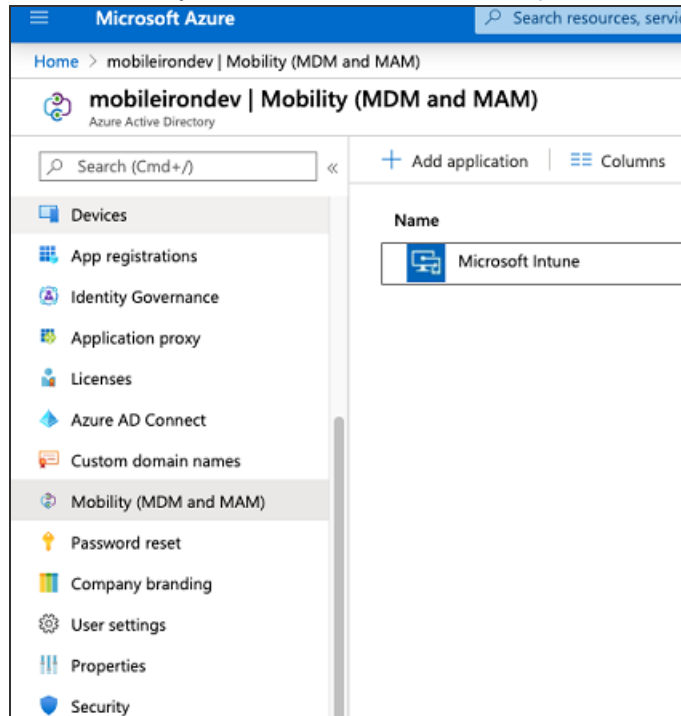 Microsoft Azure
Search resources, servi
Home > mobileirondev | Mobility (MDM and MAM)
mobileirondev | Mobility (MDM and MAM)
Azure Active Directory
Search (Cmd+/)
«
+ Add application
Columns
Devices
App registrations
Identity Governance
Application proxy
Licenses
Azure AD Connect
Custom domain names
Mobility (MDM and MAM)
Password reset
Company branding
User settings
Properties
Security
Name
Microsoft Intune